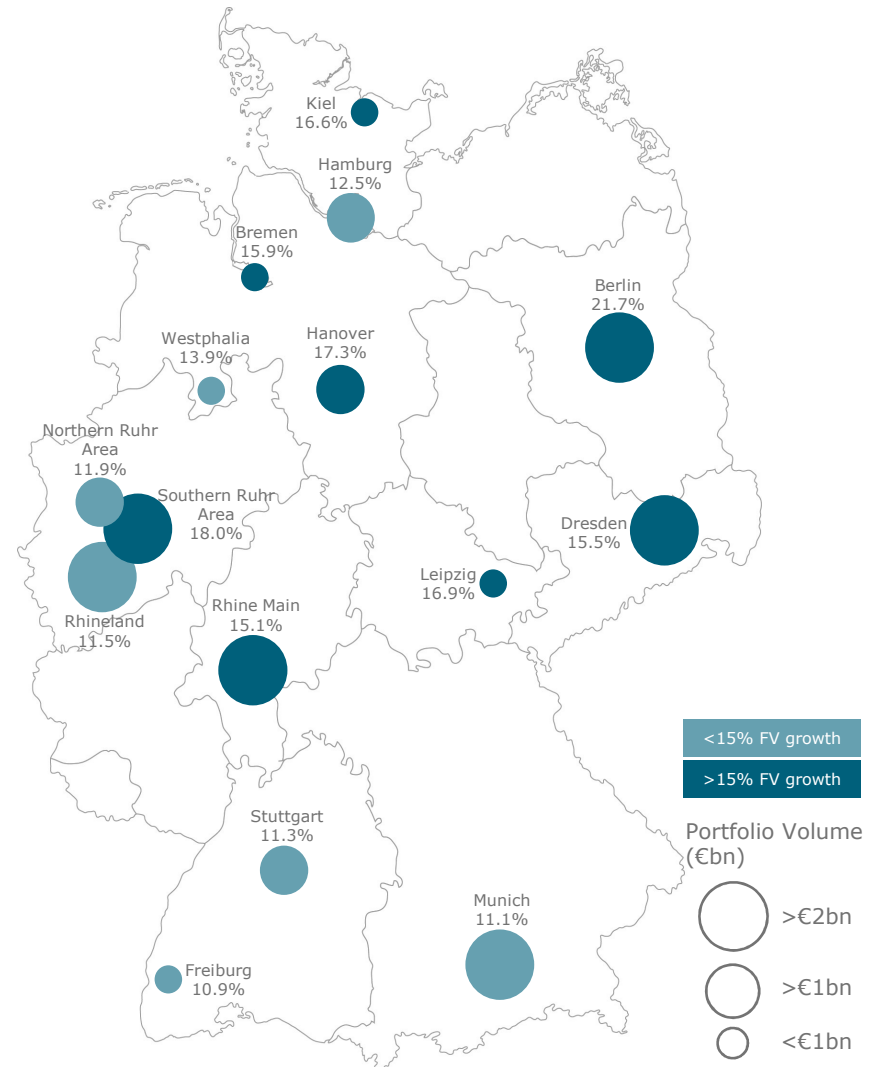 Kiel
16.6%
Hamburg
12.5%
Bremen
15.9%
Berlin
21.7%
Westphalia
13.9%
Hanover
17.3%
Northern Ruhr
Area
11.9%
Southern Ruhr
Area
18.0%
Dresden
15.5%
Leipzig
16.9%
Rhineland
11.5%
Rhine Main
15.1%
<15% FV growth
>15% FV growth
Portfolio Volume
(€bn)
>€2bn
>€1bn
<€1bn
Stuttgart
11.3%
Munich
11.1%
Freiburg
10.9%